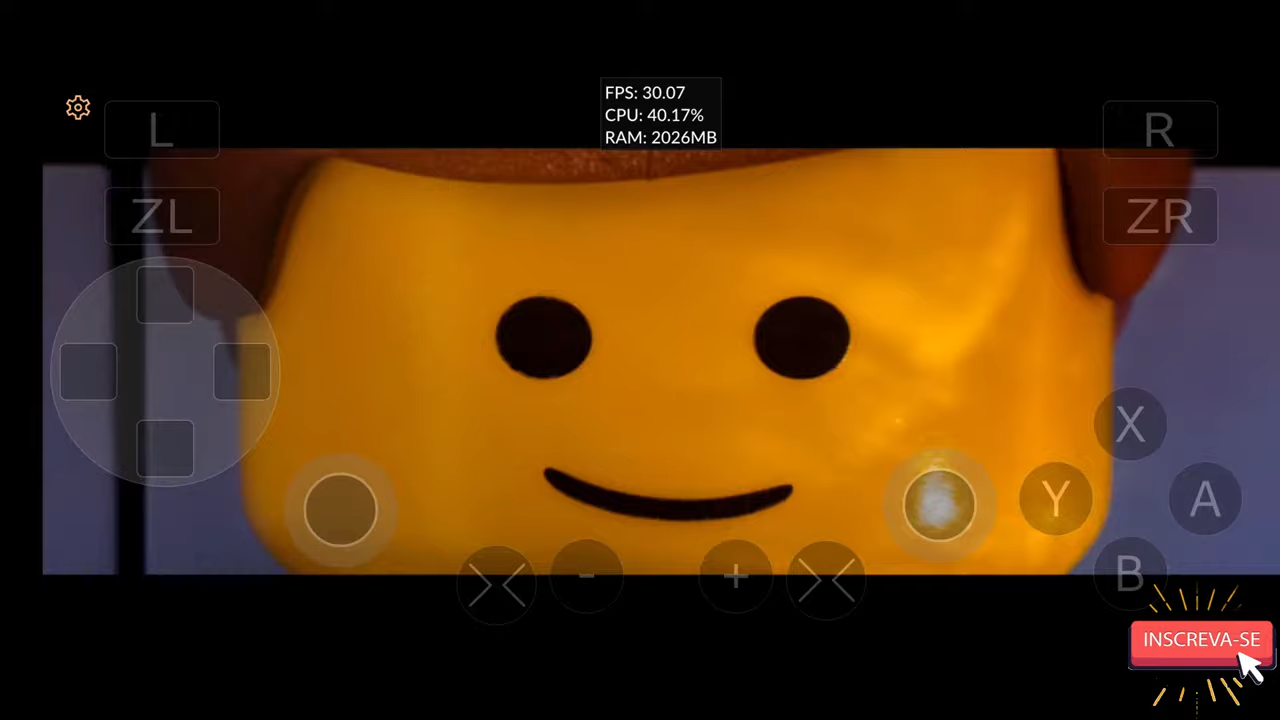 FPS: 30.07
CPU: 40.17%
RAM: 2026MB
L
R
ZL
ZR
X
Y
A
-
+
B
INSCREVA-SE